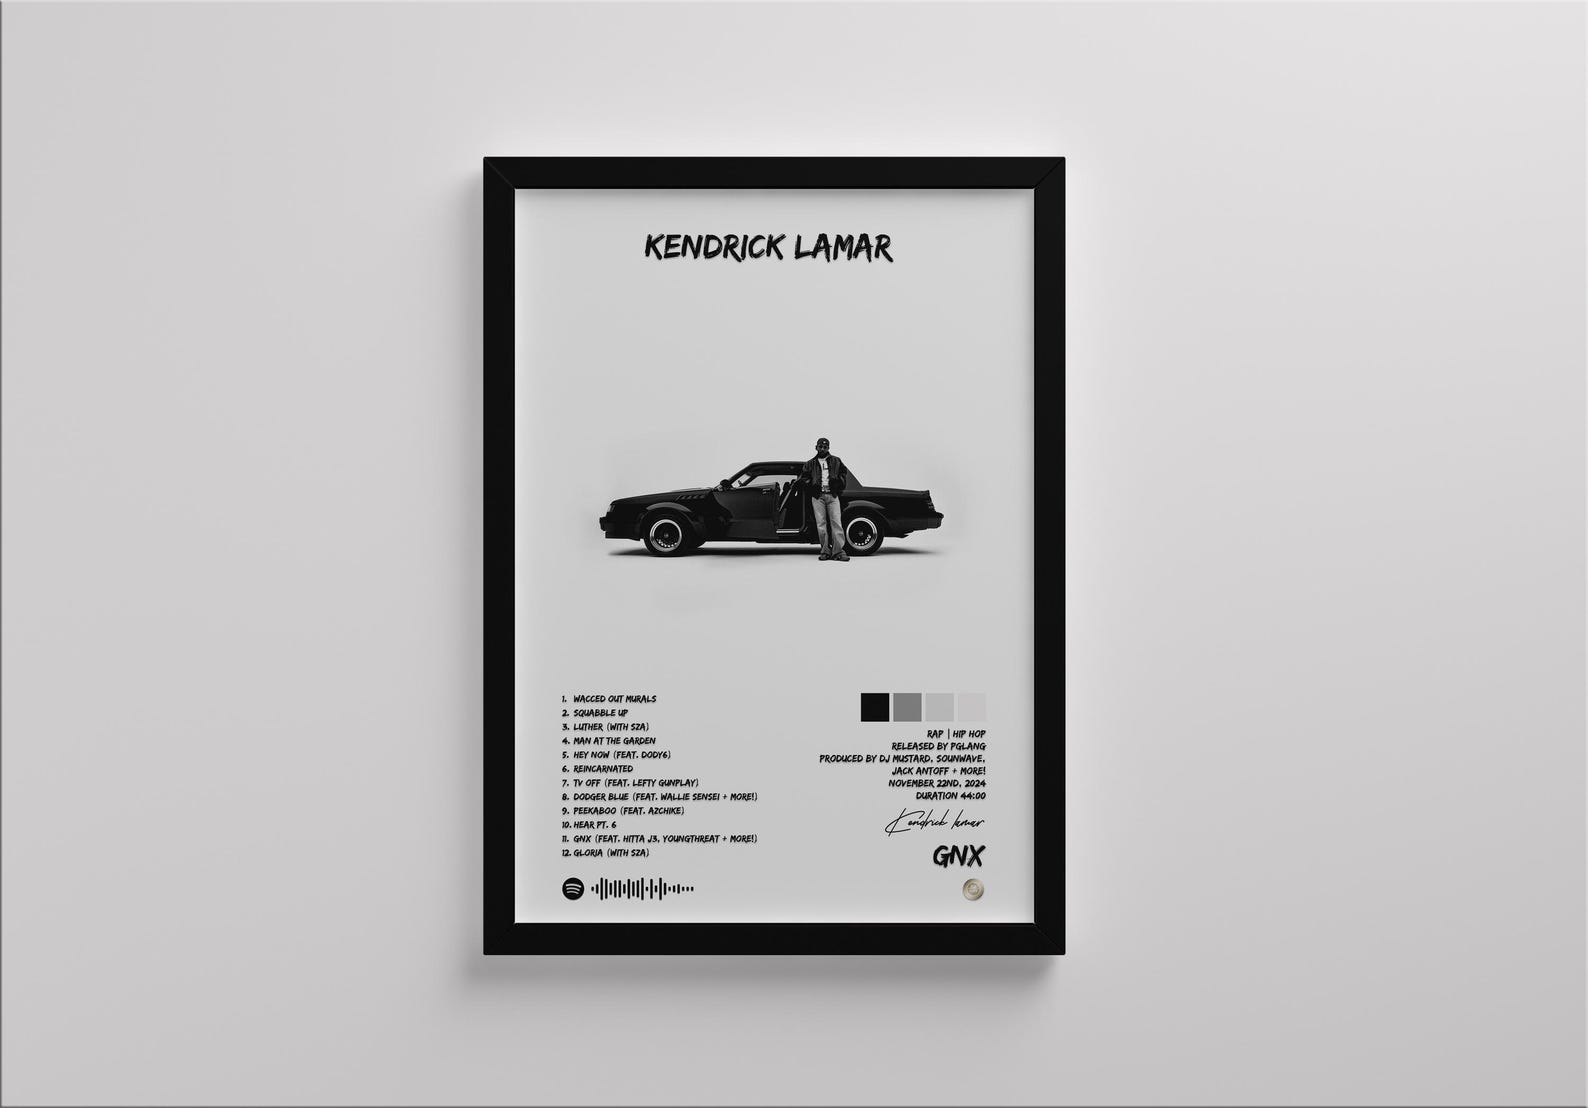 KENDRICK LAMAR
1. WACCED OUT MURALS
2. SQUABBLE UP
3. LUTHER (WITH SZA)
4. MAN AT THE GARDEN
5. HEY NOW (FEAT. DODY6)
6. REINCARNATED
7. TV OFF (FEAT. LEFTY GUNPLAY)
8. DODGER BLUE (FEAT. WALLIE SENSEI + MORE!)
9. PEEKABOO (FEAT. AZCHIKE)
10. HEAR PT. 6
11. GNX (FEAT. HITTA J3, YOUNGTHREAT + MORE!)
12. GLORIA (WITH SZA)
RAP | HIP HOP
RELEASED BY PGLANG
PRODUCED BY DJ MUSTARD, SOUNWAVE,
JACK ANTOFF + MORE!
NOVEMBER 22ND, 2024
DURATION 44:00
Kendrick lamar
GNX